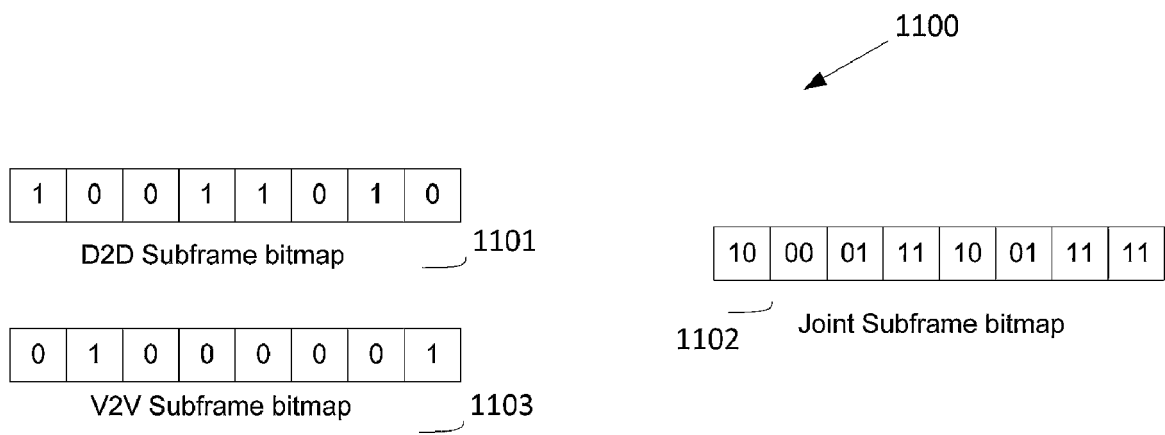 1100
1 0 0 1 1 0 1 0
D2D Subframe bitmap
1101
0 1 0 0 0 0 0 1
V2V Subframe bitmap
1103
10 00 01 11 10 01 11 11
1102
Joint Subframe bitmap